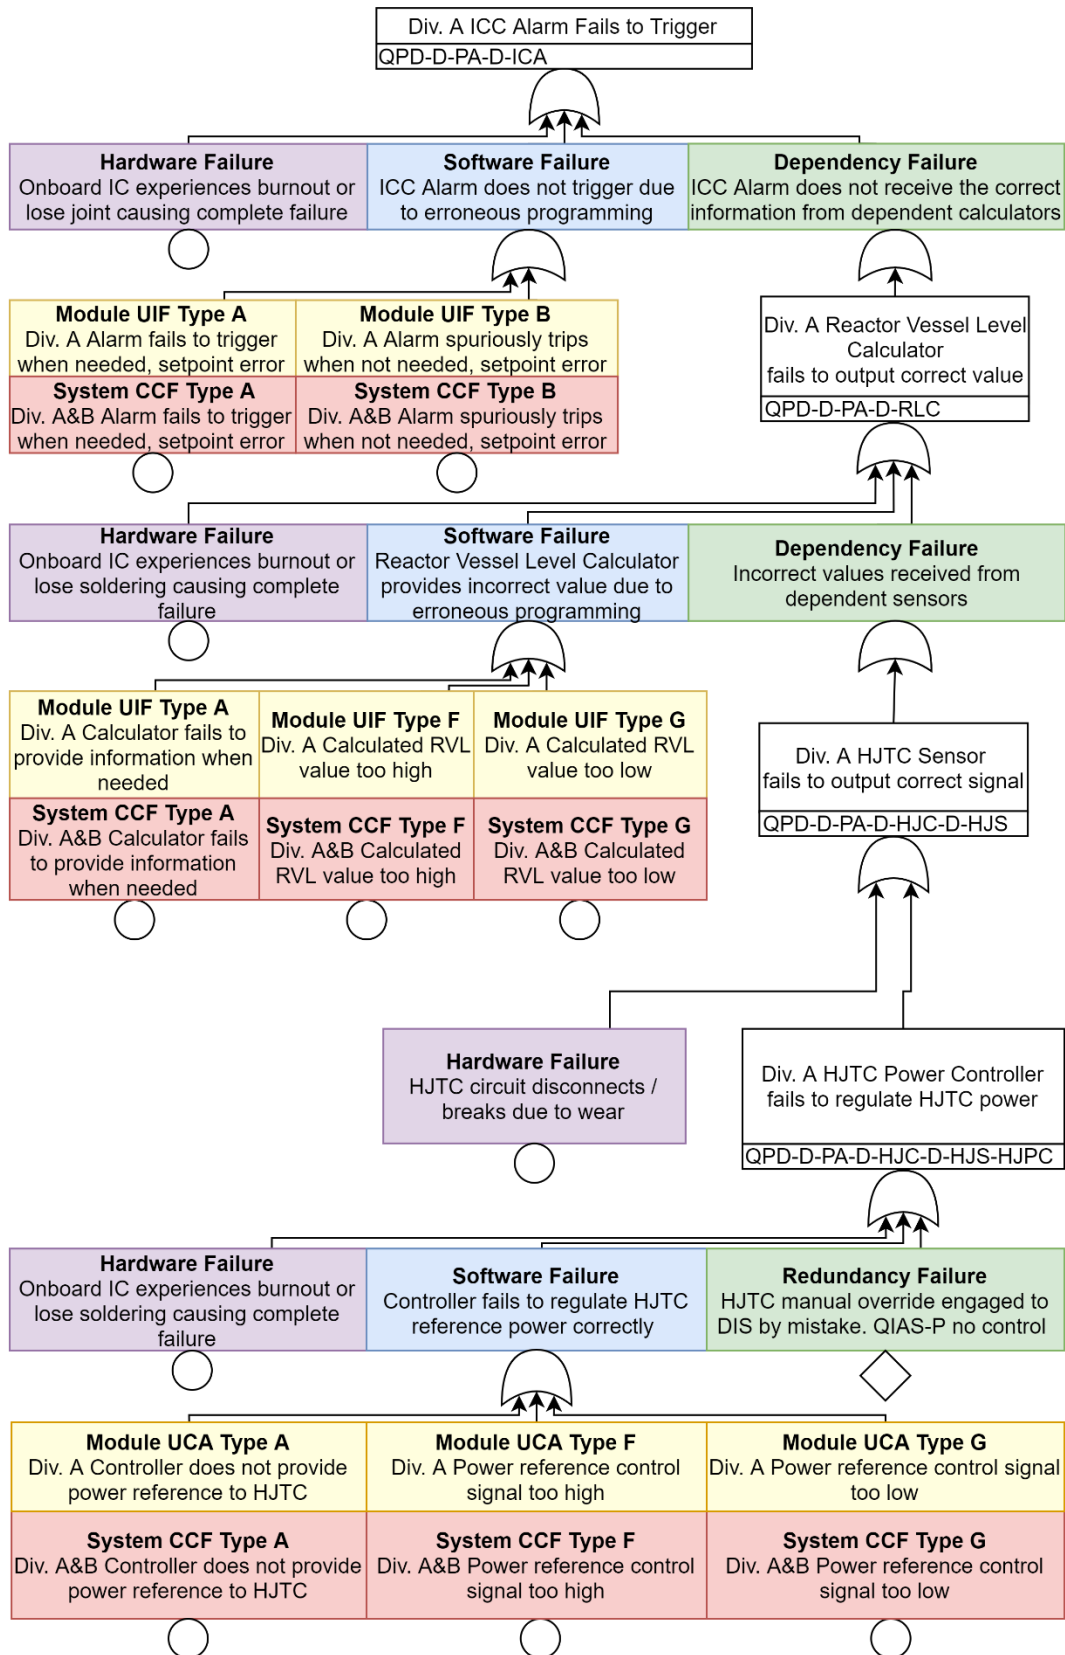 Div. A ICC Alarm Fails to Trigger
QPD-D-PA-D-ICA
Hardware Failure
Onboard IC experiences burnout or
lose joint causing complete failure
Software Failure
ICC Alarm does not trigger due
to erroneous programming
Dependency Failure
ICC Alarm does not receive the correct
information from dependent calculators
Module UIF Type A
Div. A Alarm fails to trigger
when needed, setpoint error
Module UIF Type B
Div. A Alarm spuriously trips
when not needed, setpoint error
System CCF Type A
Div. A&B Alarm fails to trigger
when needed, setpoint error
System CCF Type B
Div. A&B Alarm spuriously trips
when not needed, setpoint error
Div. A Reactor Vessel Level
Calculator
fails to output correct value
QPD-D-PA-D-RLC
Hardware Failure
Onboard IC experiences burnout or
lose soldering causing complete
failure
Software Failure
Reactor Vessel Level Calculator
provides incorrect value due to
erroneous programming
Dependency Failure
Incorrect values received from
dependent sensors
Module UIF Type A
Div. A Calculator fails to
provide information when
needed
Module UIF Type F
Div. A Calculated RVL
value too high
Module UIF Type G
Div. A Calculated RVL
value too low
System CCF Type A
Div. A&B Calculator fails
to provide information
when needed
System CCF Type F
Div. A&B Calculated
RVL value too high
System CCF Type G
Div. A&B Calculated
RVL value too low
Div. A HJTC Sensor
fails to output correct signal
QPD-D-PA-D-HJC-D-HJS
Hardware Failure
HJTC circuit disconnects /
breaks due to wear
Div. A HJTC Power Controller
fails to regulate HJTC power
QPD-D-PA-D-HJC-D-HJS-HJPC
Hardware Failure
Onboard IC experiences burnout or
lose soldering causing complete
failure
Software Failure
Controller fails to regulate HJTC
reference power correctly
Redundancy Failure
HJTC manual override engaged to
DIS by mistake. QIAS-P no control
Module UCA Type A
Div. A Controller does not provide
power reference to HJTC
Module UCA Type F
Div. A Power reference control
signal too high
Module UCA Type G
Div. A Power reference control signal
too low
System CCF Type A
Div. A&B Controller does not provide
power reference to HJTC
System CCF Type F
Div. A&B Power reference control
signal too high
System CCF Type G
Div. A&B Power reference control
signal too low